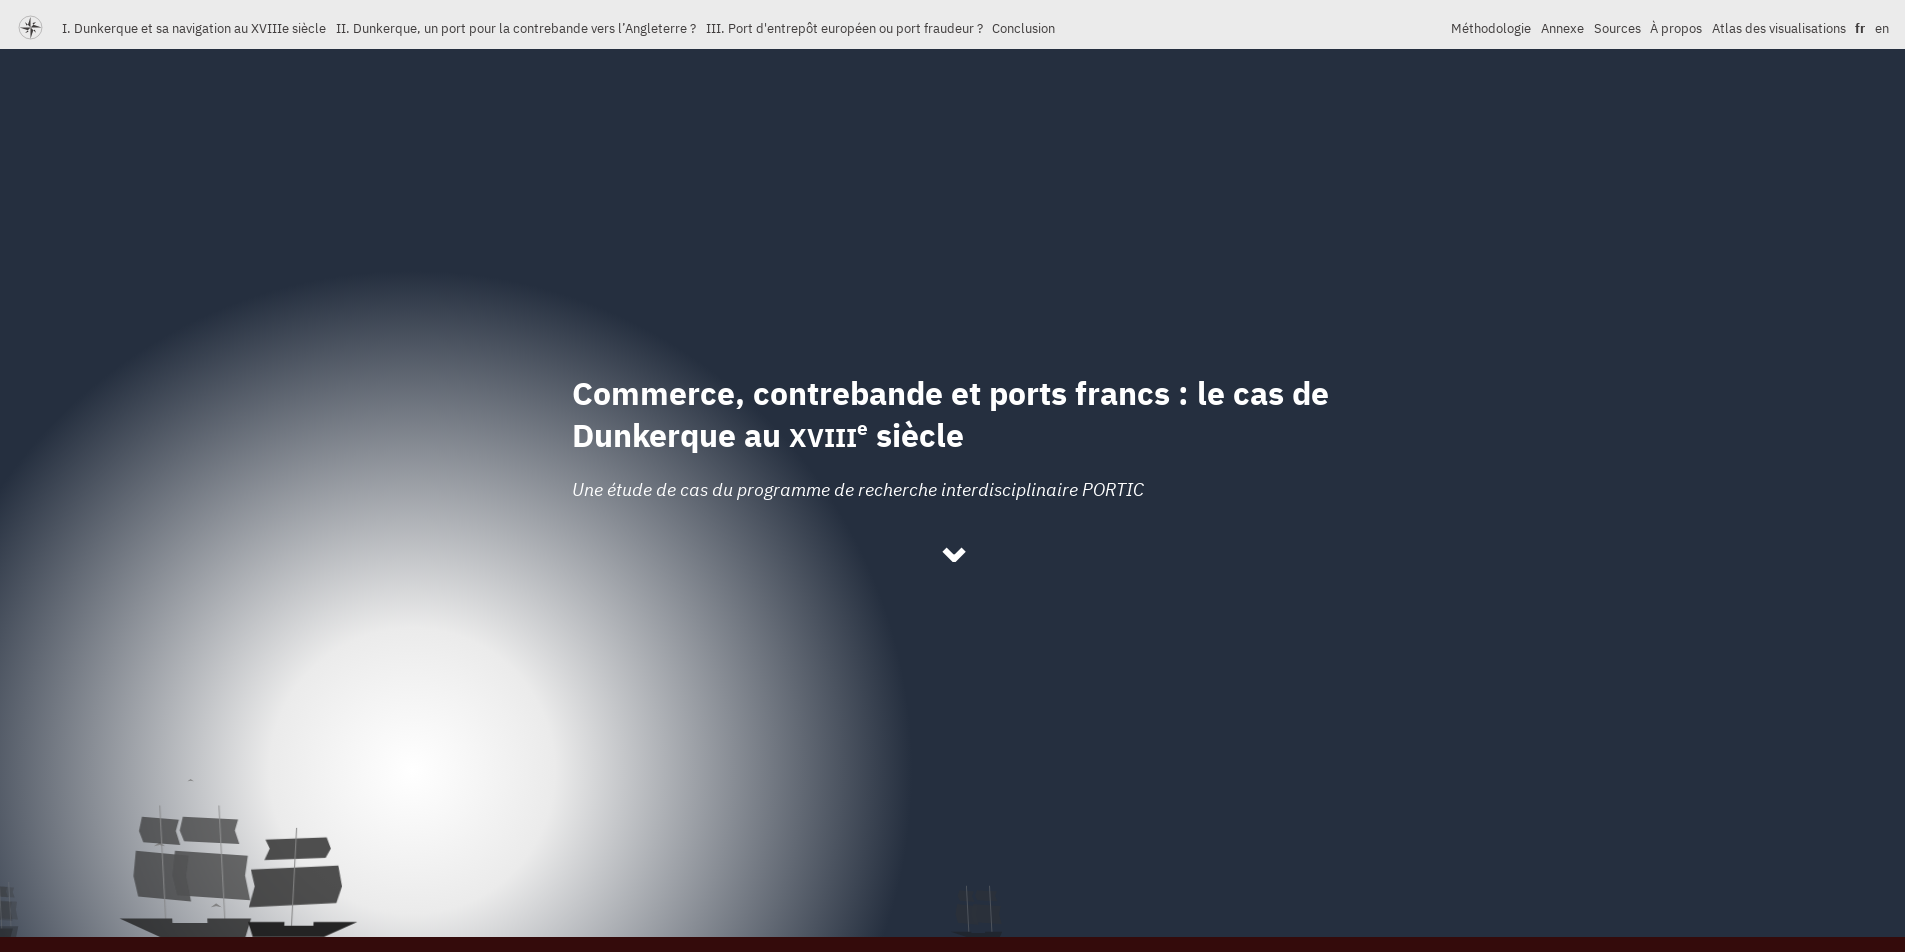 I. Dunkerque et sa navigation au XVIIIe siècle II. Dunkerque, un port pour la contrebande vers l’Angleterre ? III. Port d'entrepôt européen ou port fraudeur ? Conclusion Méthodologie Annexe Sources À propos Atlas des visualisations fr en
Commerce, contrebande et ports francs : le cas de
Dunkerque au XVIIIe siècle
Une étude de cas du programme de recherche interdisciplinaire PORTIC